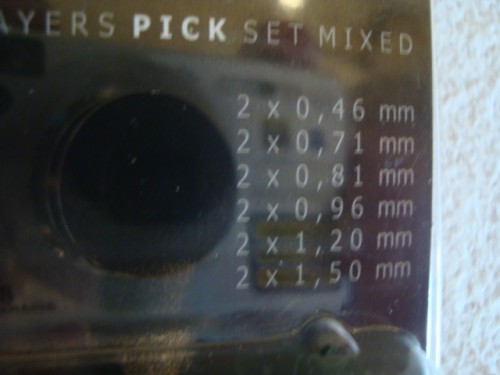 AYERS PICK SET MIXED
2 x 0,46 mm
2 x 0,71 mm
2 x 0,81 mm
2 x 0,96 mm
2 x 1,20 mm
2 x 1,50 mm